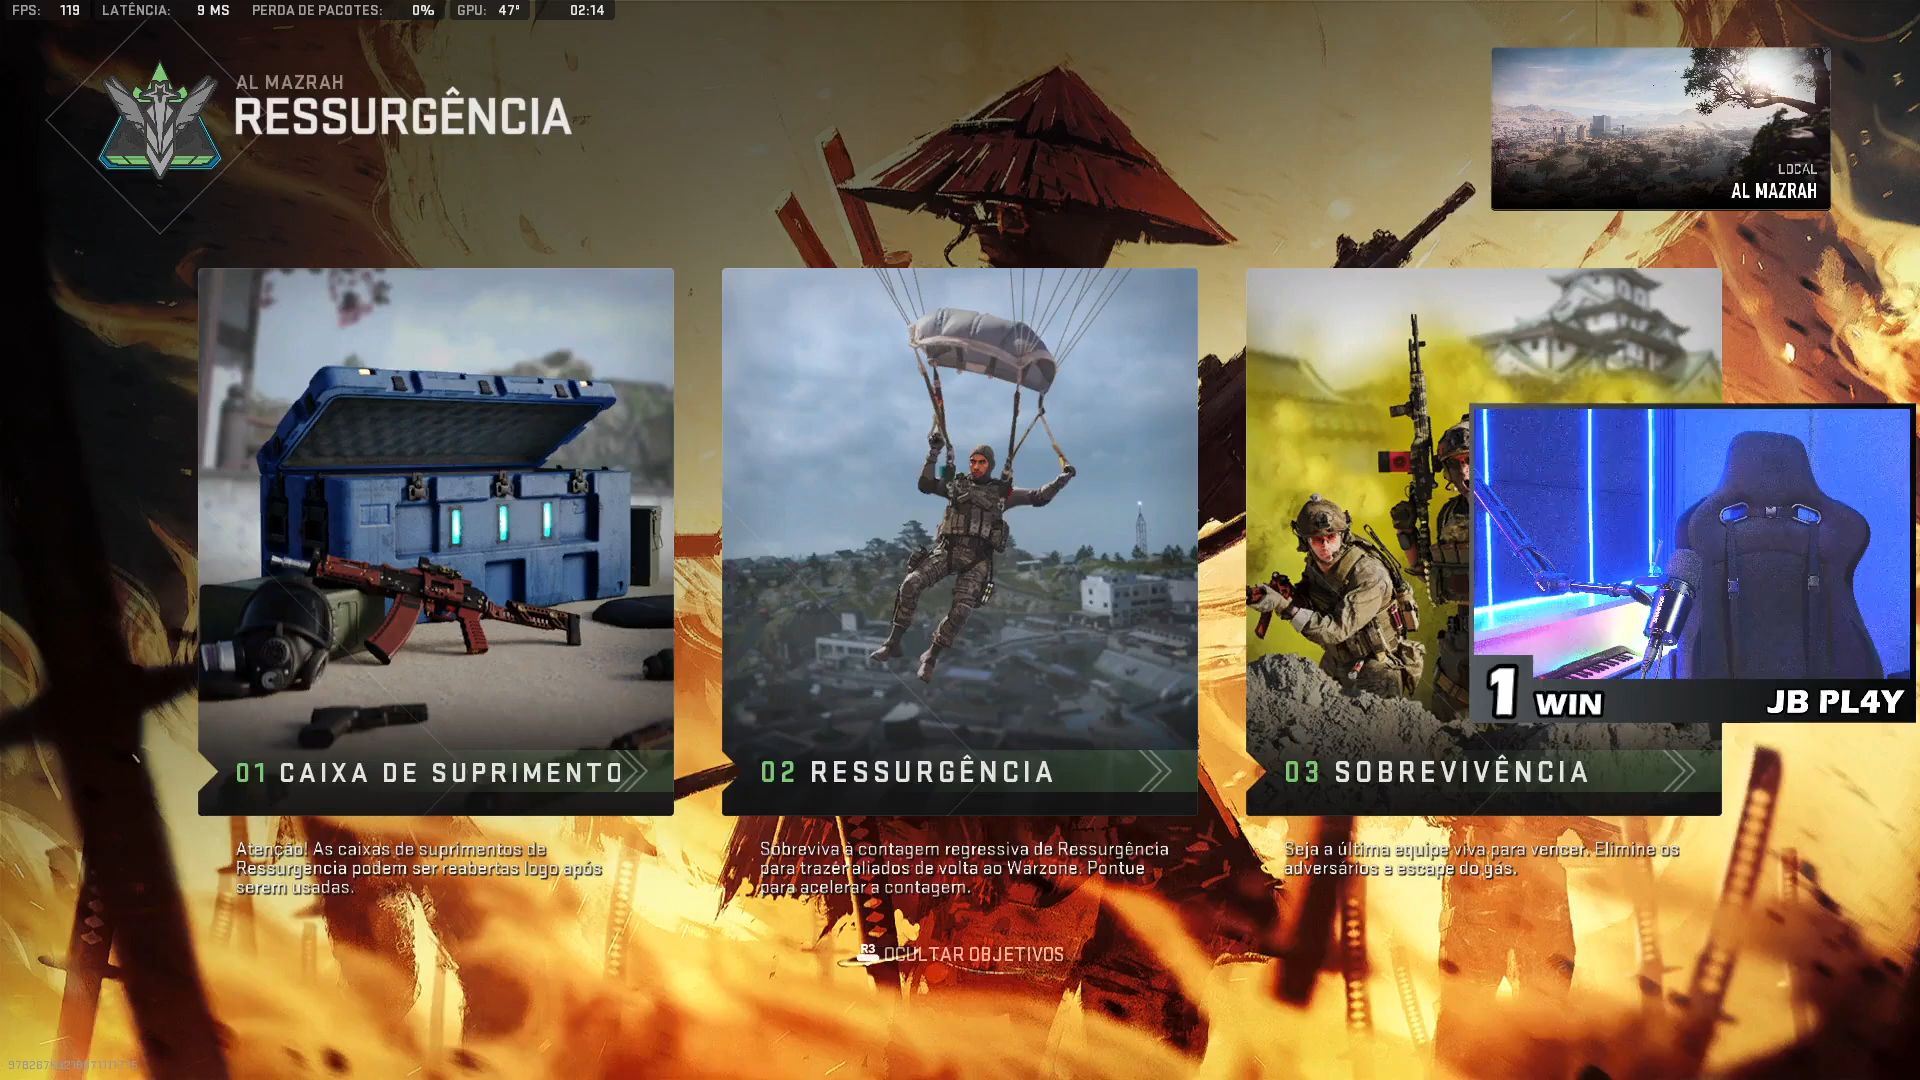 FPS: 119 LATÊNCIA: 9 MS PERDA DE PACOTES: 0% GPU: 47° 02:14
AL MAZRAH
RESSURGÊNCIA
LOCAL
AL MAZRAH
01 CAIXA DE SUPRIMENTO
02 RESSURGÊNCIA
03 SOBREVIVÊNCIA
1 WIN
JB PL4Y
Atenção! As caixas de suprimentos de
Ressurgência podem ser reabertas logo após
serem usadas.
Sobreviva à contagem regressiva de Ressurgência
para trazer aliados de volta ao Warzone. Pontue
para acelerar a contagem.
Seja a última equipe viva para vencer. Elimine os
adversários e escape do gás.
R3 OCULTAR OBJETIVOS